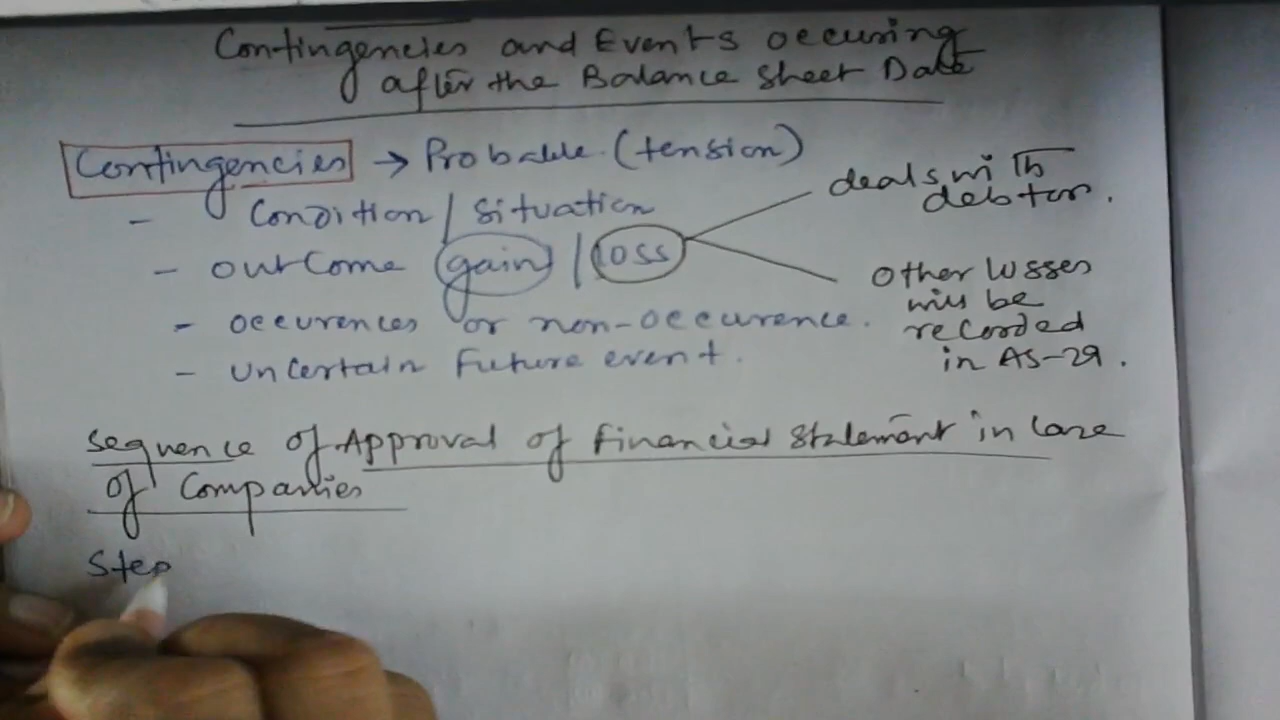 Contingencies and Events occuring
after the Balance Sheet Date
Contingencies → Probable (tension)
- Condition / Situation
- outcome gain / loss
- occurences or non-occurence.
- uncertain future event.
deals with
debtors.
Other losses
will be
recorded
in AS-29.
Sequence of Approval of Financial Statement in Case
of Companies
Step